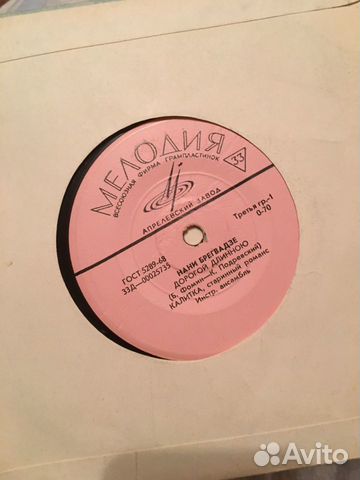 МЕЛОДИЯ
ВСЕСОЮЗНАЯ ФИРМА ГРАМПЛАСТИНОК
33
АПРЕЛЕВСКИЙ ЗАВОД
ГОСТ 5289-68
33Д—00025735
Третья гр.-1
0-70
НАНИ БРЕГВАДЗЕ
ДОРОГОЙ ДЛИННОЮ
(Б. Фомин—К. Подревский)
КАЛИТКА, старинный романс
Инстр. ансамбль
Avito